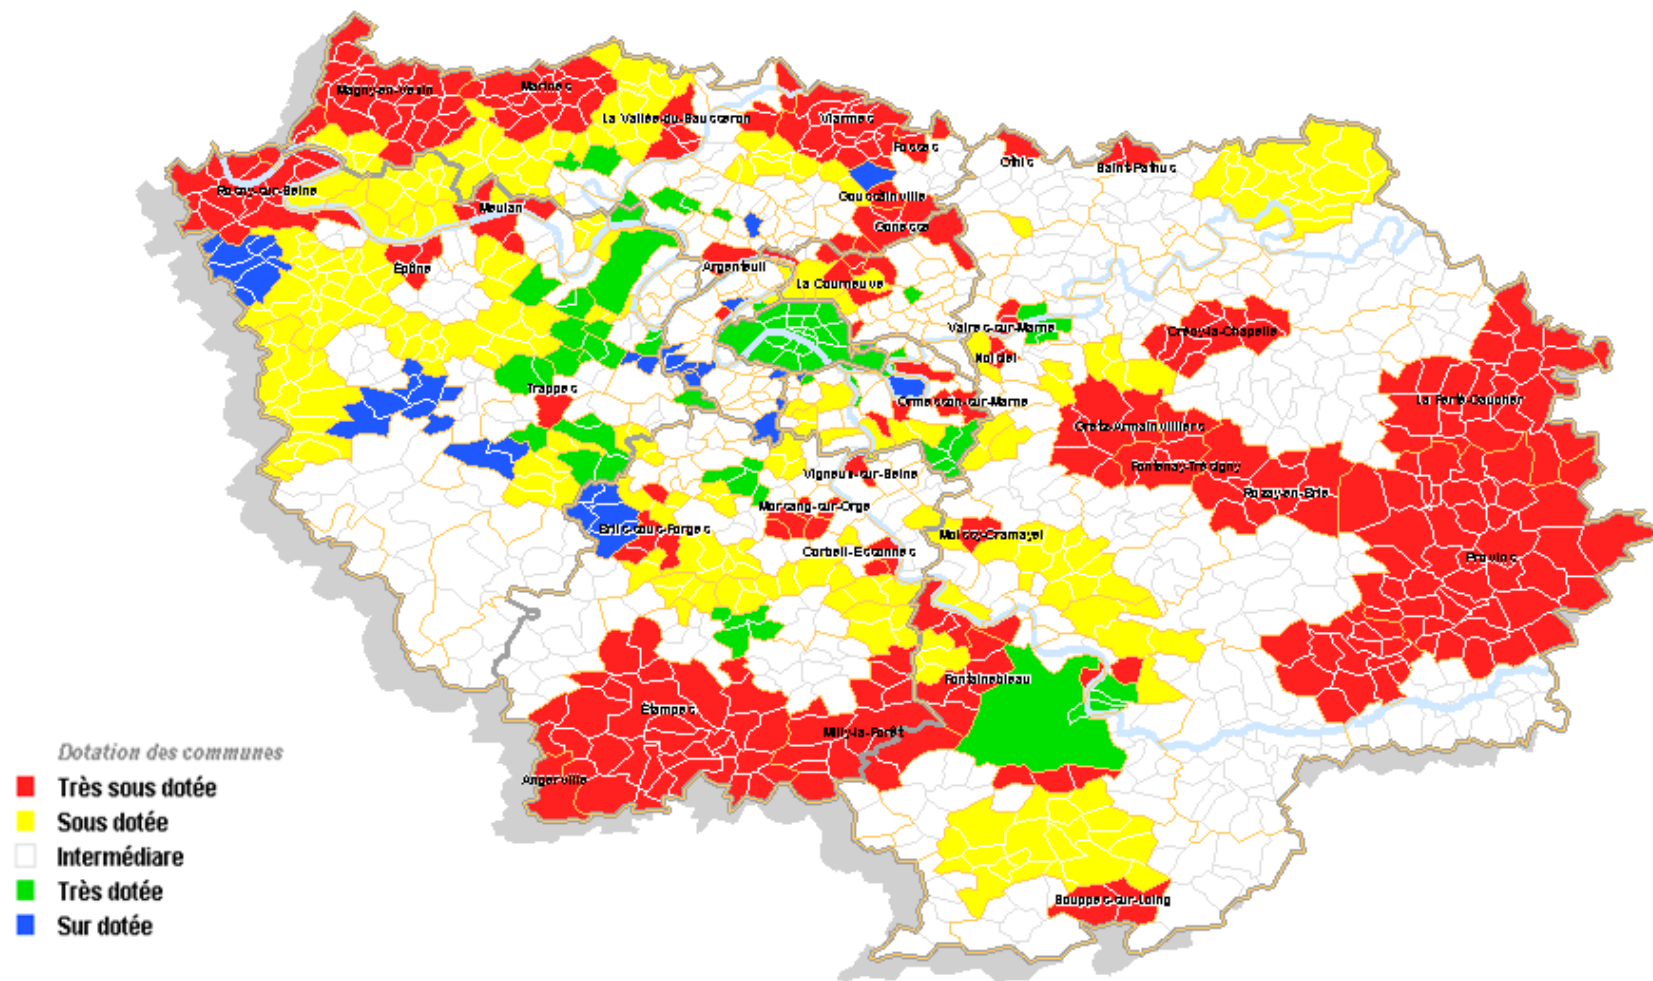 Magny-en-Vexin
Marines
La Vallée-du-Sausseron
Viarmes
Fosses
Othis
Saint-Pathus
Rosny-sur-Seine
Goussainville
Meulan
Gonesse
Épône
Argenteuil
La Courneuve
Vaires-sur-Marne
Crécy-la-Chapelle
Noisiel
Trappes
Ormesson-sur-Marne
La Ferté-Gaucher
Gretz-Armainvilliers
Fontenay-Trésigny
Vigneux-sur-Seine
Rozay-en-Brie
Morsang-sur-Orge
Briis-sous-Forges
Moissy-Cramayel
Corbeil-Essonnes
Provins
Fontainebleau
Étampes
Milly-la-Forêt
Angerville
Souppes-sur-Loing
Dotation des communes
Très sous dotée
Sous dotée
Intermédiare
Très dotée
Sur dotée